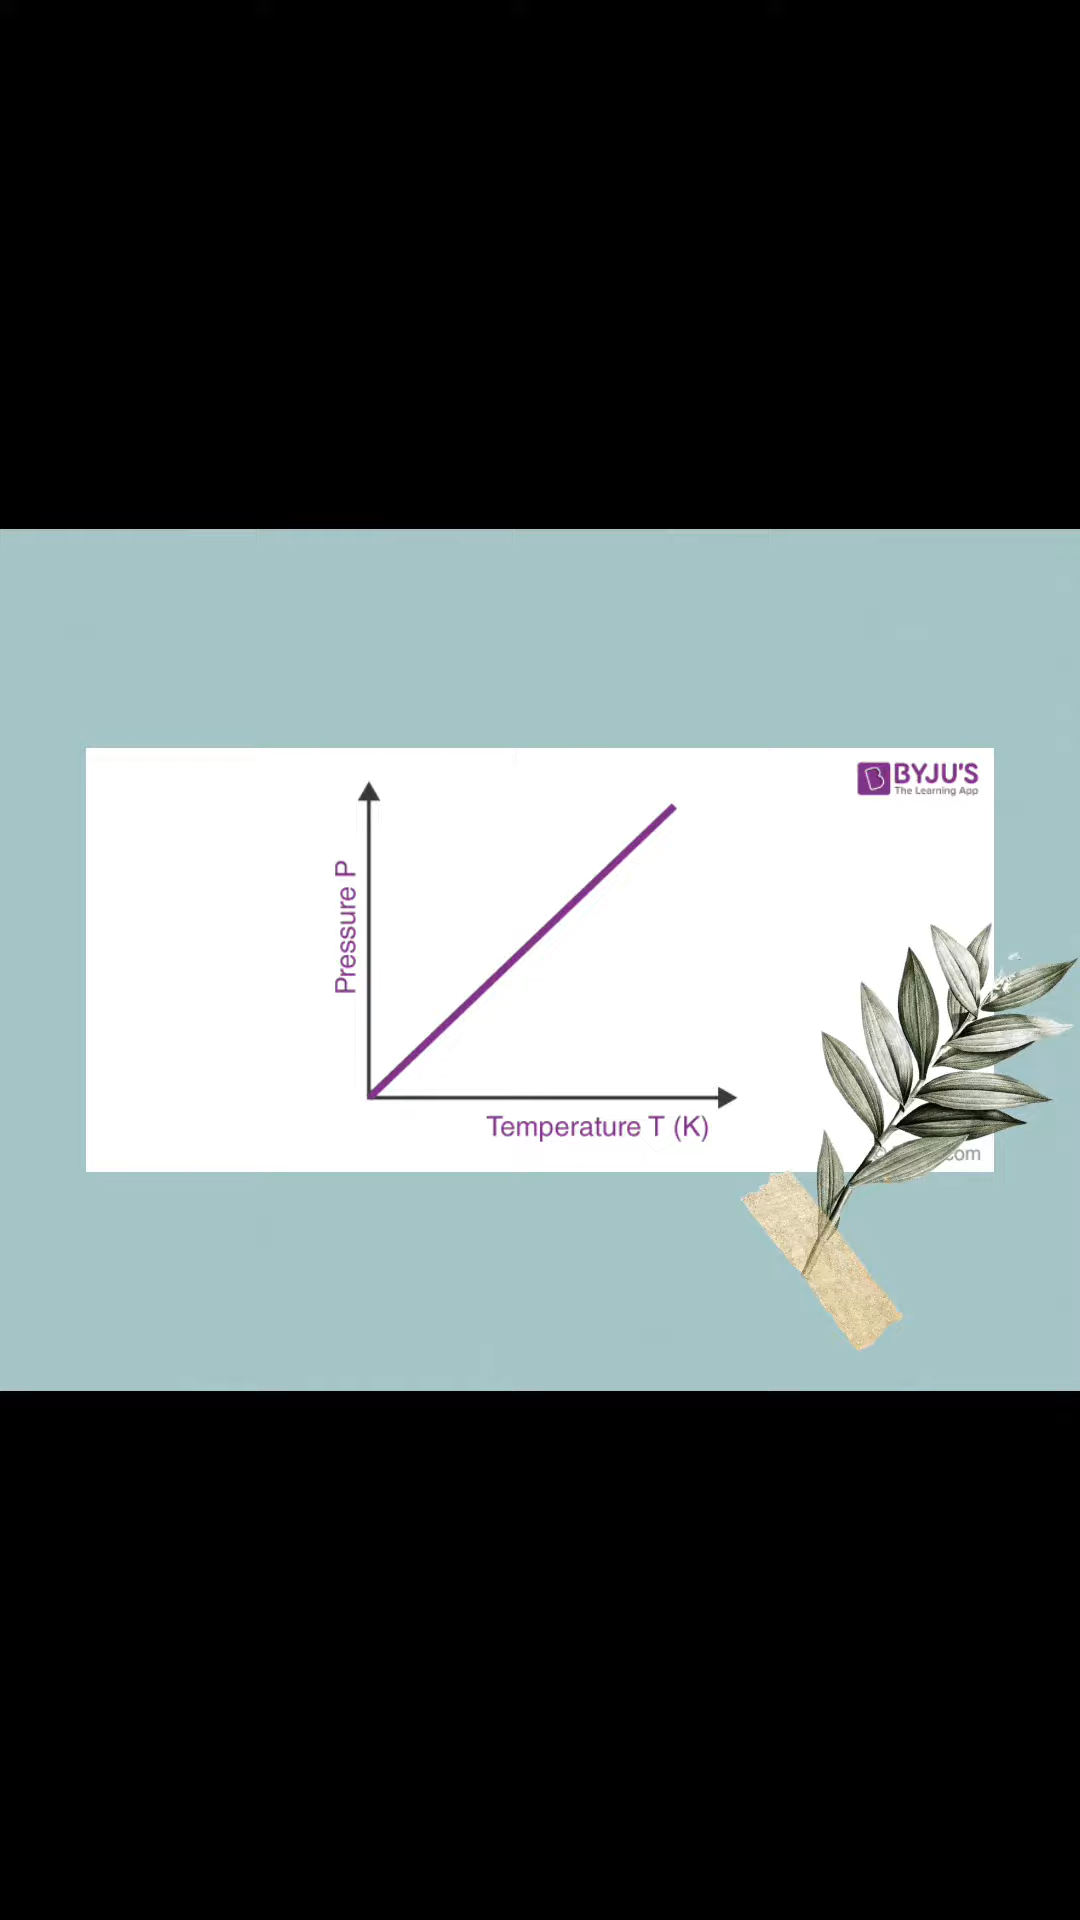 BYJU'S
The Learning App
Pressure P
Temperature T (K)
com